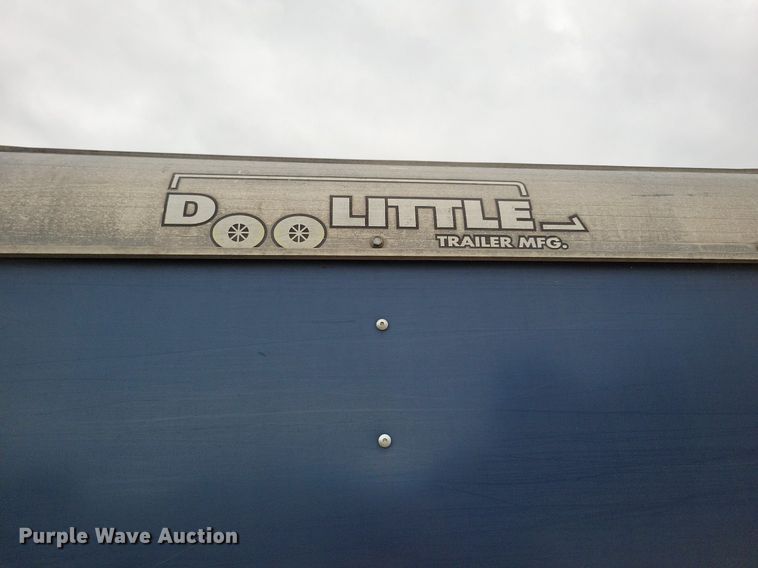 DOOLITTLE
TRAILER MFG.
Purple Wave Auction